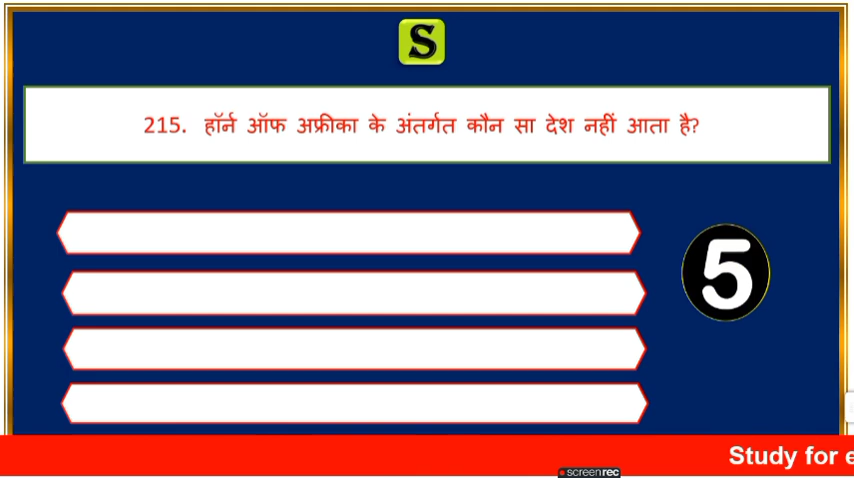 S
215. हॉर्न ऑफ अफ्रीका के अंतर्गत कौन सा देश नहीं आता है?
5
Study for e
screenrec